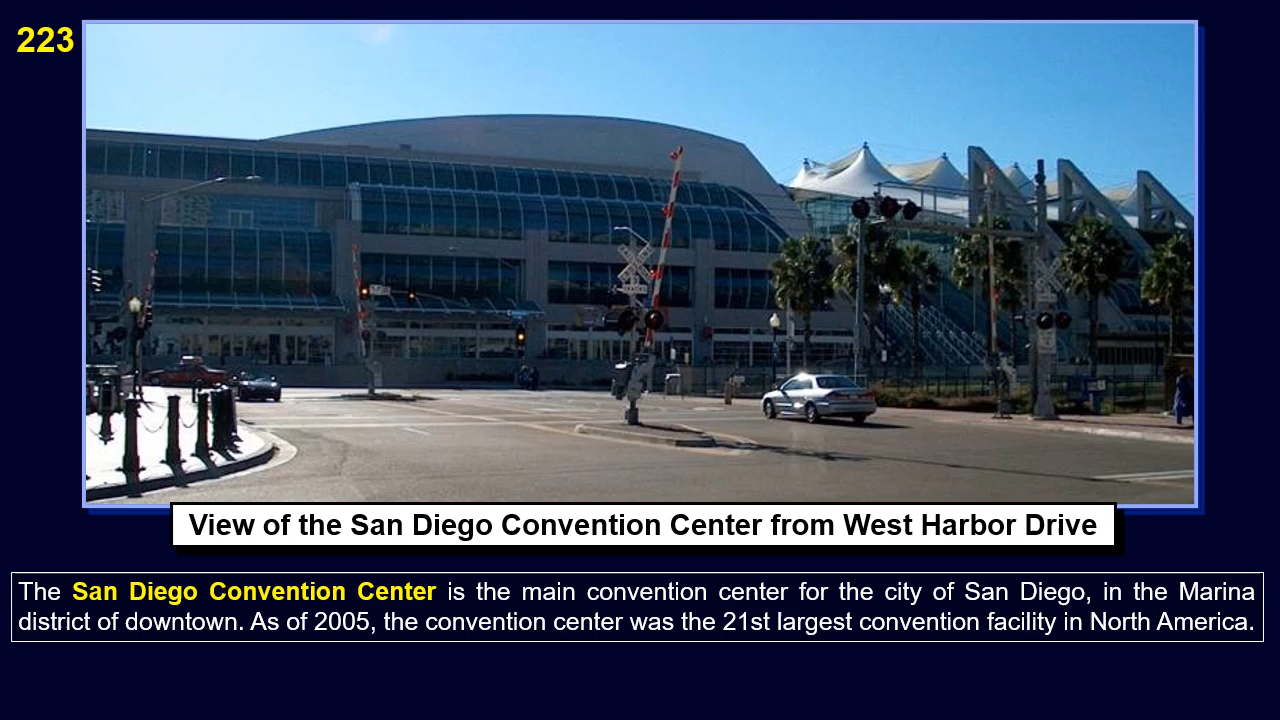 223
View of the San Diego Convention Center from West Harbor Drive
The San Diego Convention Center is the main convention center for the city of San Diego, in the Marina
district of downtown. As of 2005, the convention center was the 21st largest convention facility in North America.